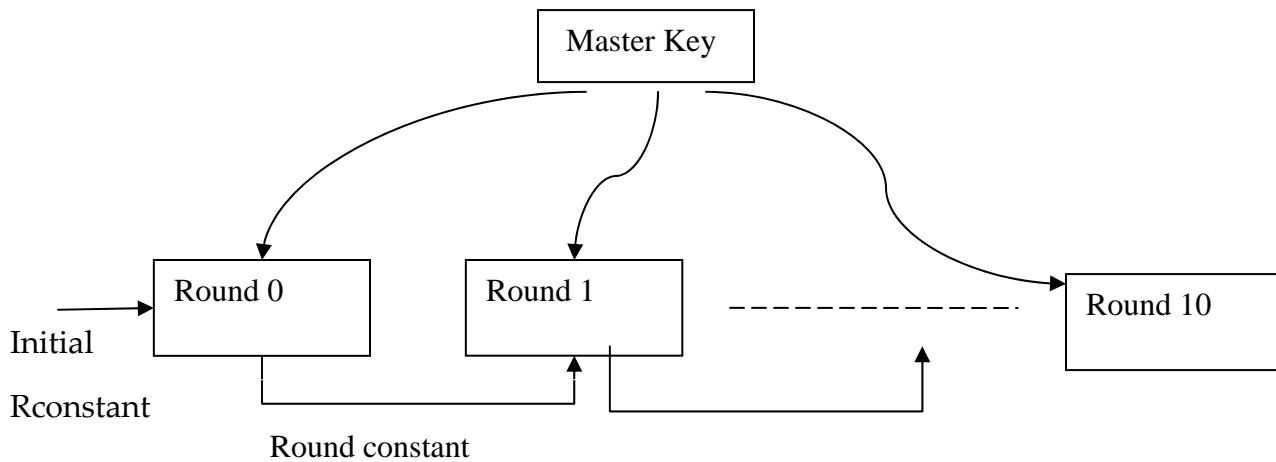 Master Key
Round 0
Round 1
Round 10
Initial
Rconstant
Round constant